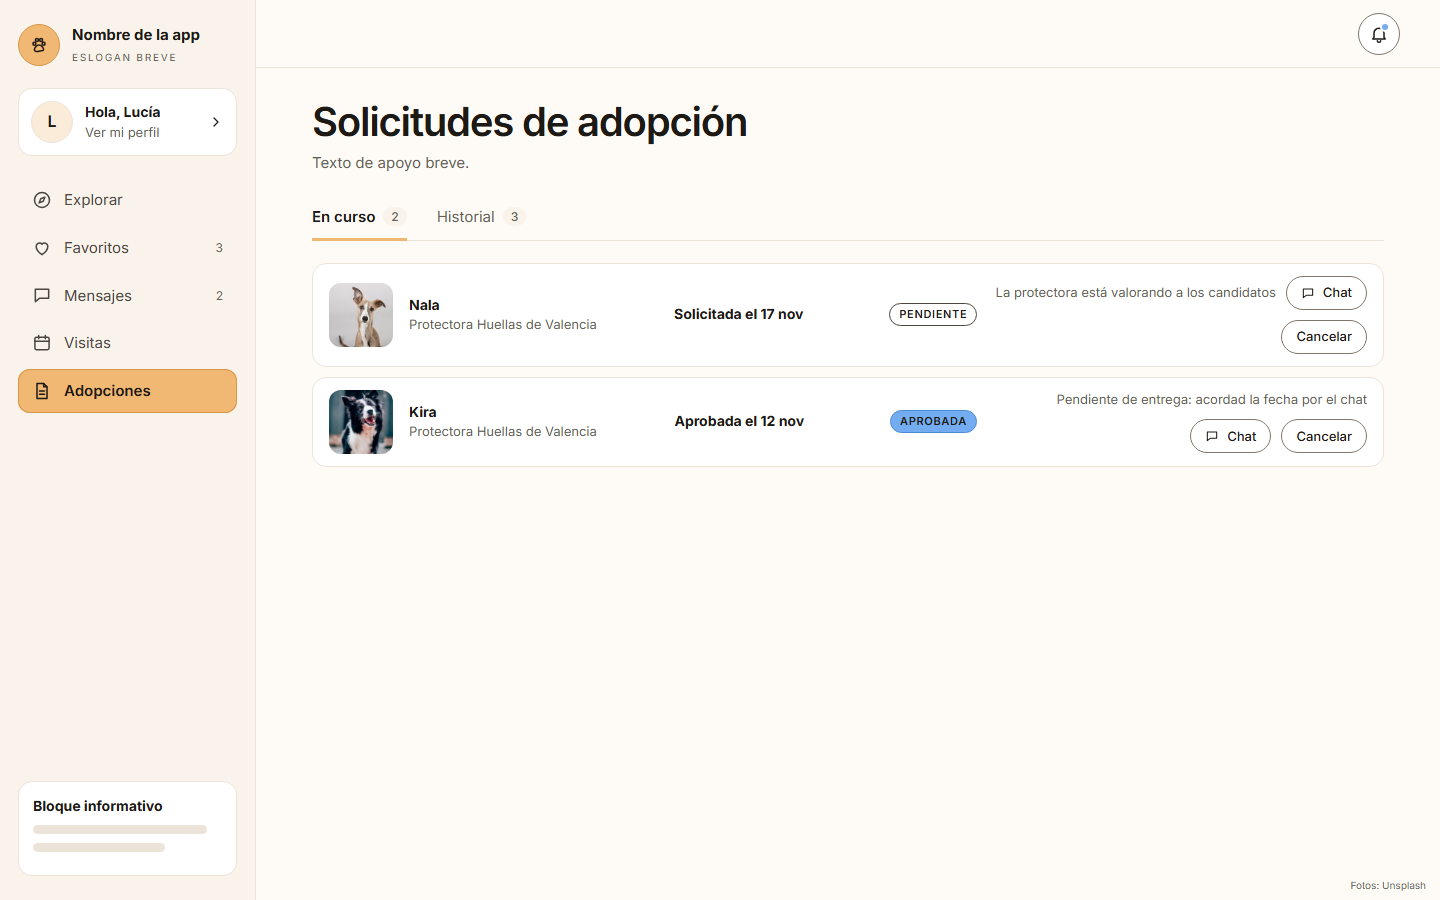 Nombre de la app
ESLOGAN BREVE
L
Hola, Lucía
Ver mi perfil
Explorar
Favoritos 3
Mensajes 2
Visitas
Adopciones
Bloque informativo
Solicitudes de adopción
Texto de apoyo breve.
En curso 2 Historial 3
Nala
Protectora Huellas de Valencia
Solicitada el 17 nov
PENDIENTE
La protectora está valorando a los candidatos
Chat
Cancelar
Kira
Protectora Huellas de Valencia
Aprobada el 12 nov
APROBADA
Pendiente de entrega: acordad la fecha por el chat
Chat
Cancelar
Fotos: Unsplash